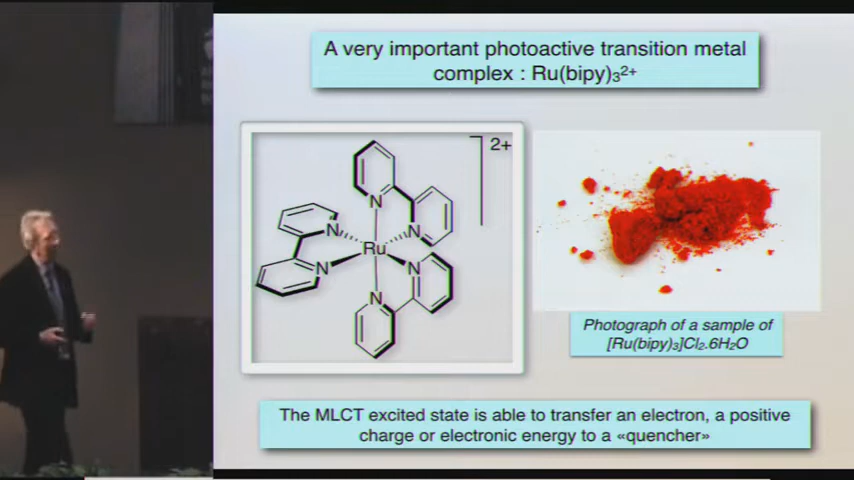 A very important photoactive transition metal
complex : Ru(bipy)₃²⁺
2+
N
N
N
Ru
N
N
N
Photograph of a sample of
[Ru(bipy)₃]Cl₂.6H₂O
The MLCT excited state is able to transfer an electron, a positive
charge or electronic energy to a «quencher»